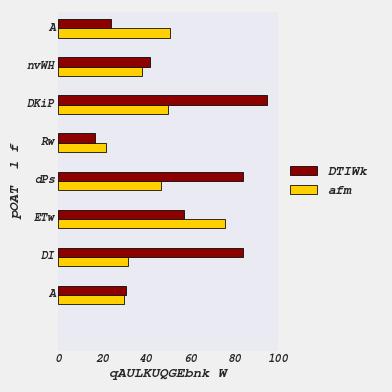 A
nvWH
DKiP
Rw
dPs
ETw
DI
A
pOAT l f
0 20 40 60 80 100
qAULKUQGEbnk W
DTIWk
afm